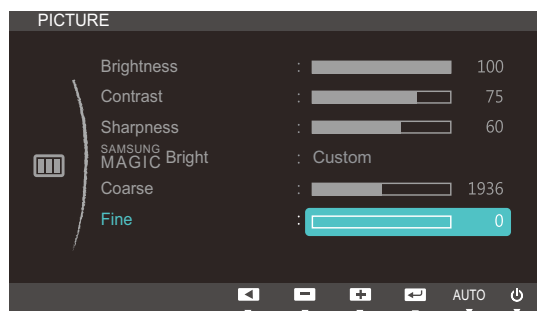 PICTURE
Brightness : 100
Contrast : 75
Sharpness : 60
SAMSUNG MAGIC Bright : Custom
Coarse : 1936
Fine : 0
AUTO